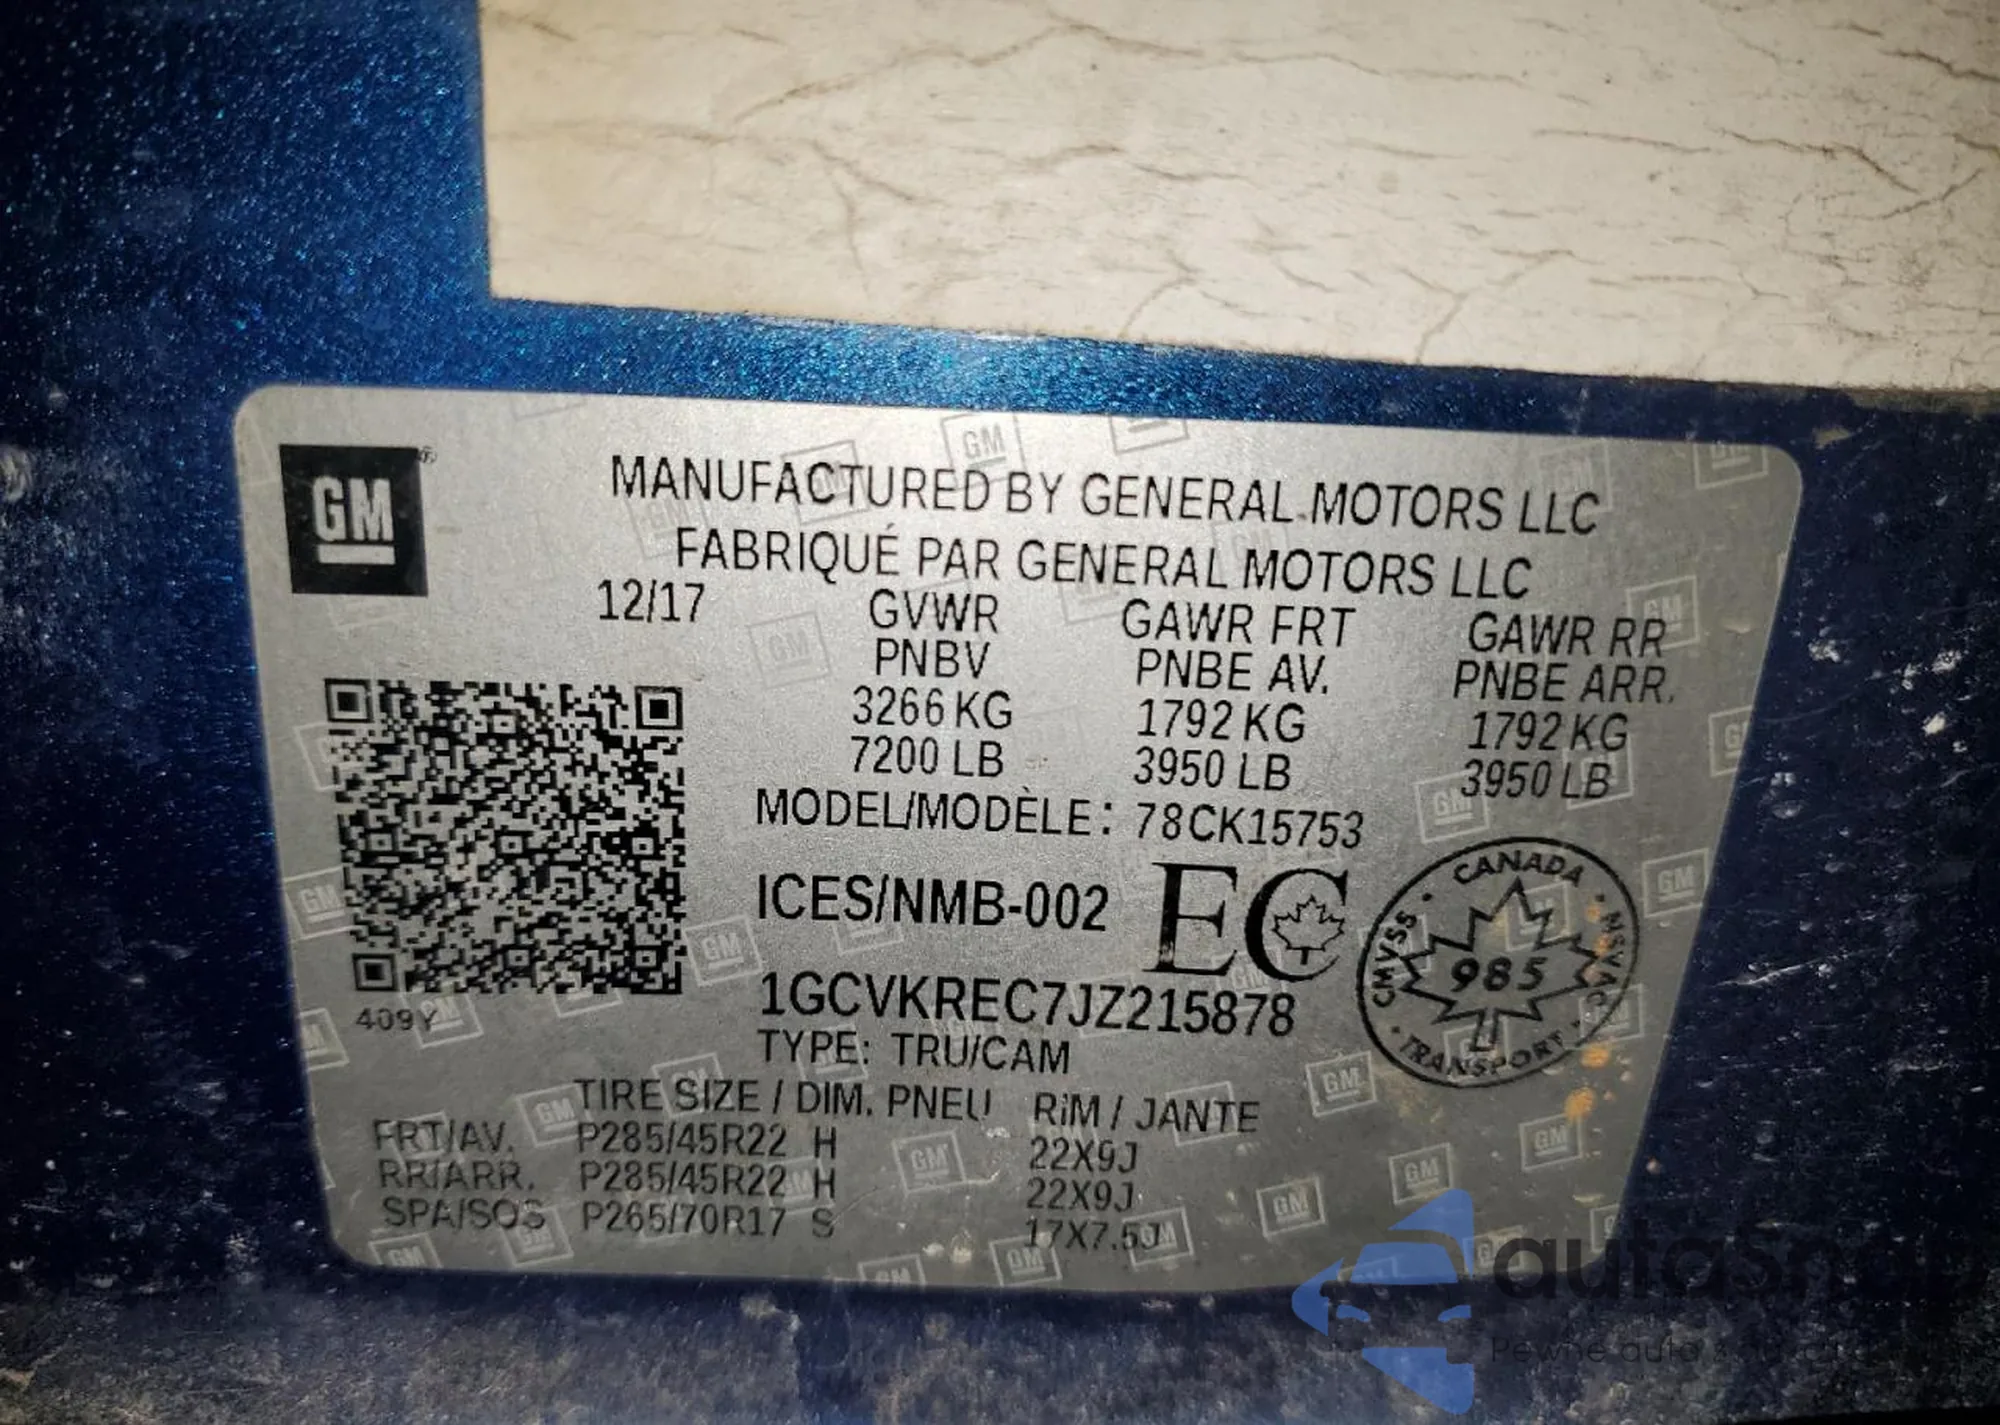 GM
MANUFACTURED BY GENERAL MOTORS LLC
FABRIQUÉ PAR GENERAL MOTORS LLC
12/17 GVWR GAWR FRT GAWR RR
PNBV PNBE AV. PNBE ARR.
3266 KG 1792 KG 1792 KG
7200 LB 3950 LB 3950 LB
MODEL/MODÈLE: 78CK15753
ICES/NMB-002 EC
CANADA
CMVSS 985 NSVAC
TRANSPORT
1GCVKREC7JZ215878
409Y
TYPE: TRU/CAM
TIRE SIZE / DIM. PNEU RIM / JANTE
FRT/AV. P285/45R22 H 22X9J
RR/ARR. P285/45R22 H 22X9J
SPA/SOS P265/70R17 S 17X7.5J
Pewne auta z